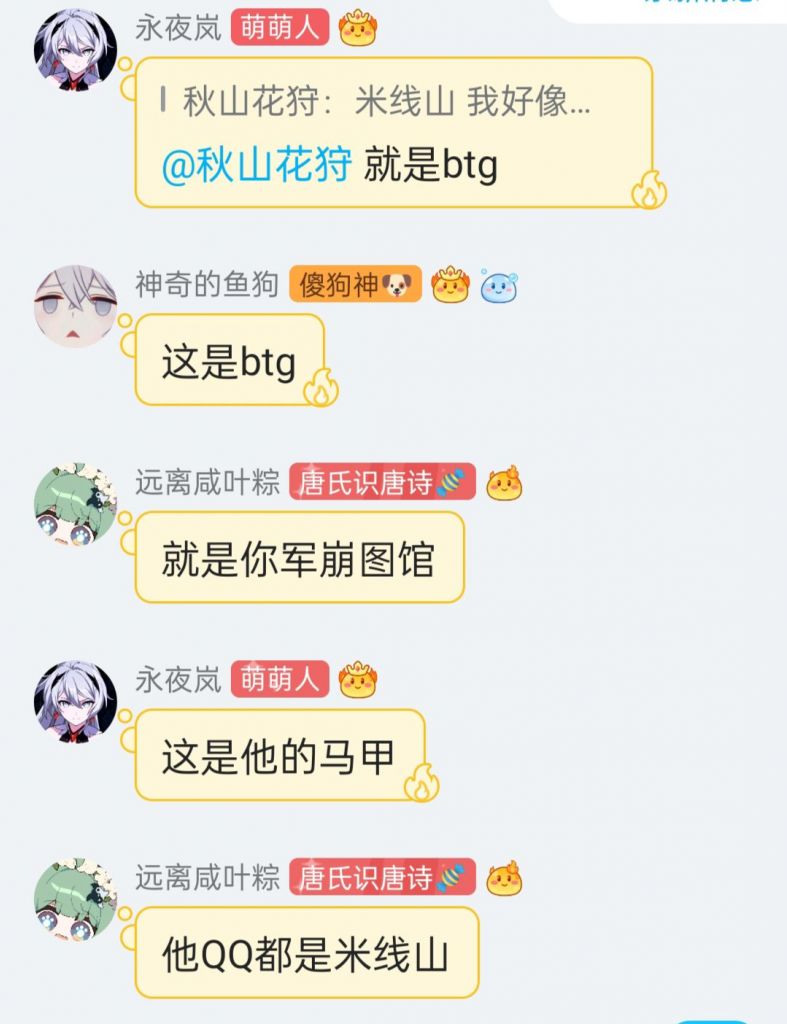 永夜岚 萌萌人
秋山花狩：米线山 我好像...
@秋山花狩 就是btg
神奇的鱼狗 傻狗神
这是btg
远离咸叶粽 唐氏识唐诗
就是你军崩图馆
永夜岚 萌萌人
这是他的马甲
远离咸叶粽 唐氏识唐诗
他QQ都是米线山